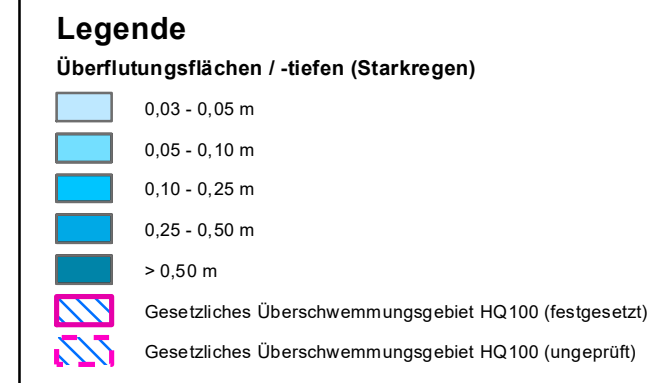 Legende
Überflutungsflächen / -tiefen (Starkregen)
0,03 - 0,05 m
0,05 - 0,10 m
0,10 - 0,25 m
0,25 - 0,50 m
> 0,50 m
Gesetzliches Überschwemmungsgebiet HQ100 (festgesetzt)
Gesetzliches Überschwemmungsgebiet HQ100 (ungeprüft)